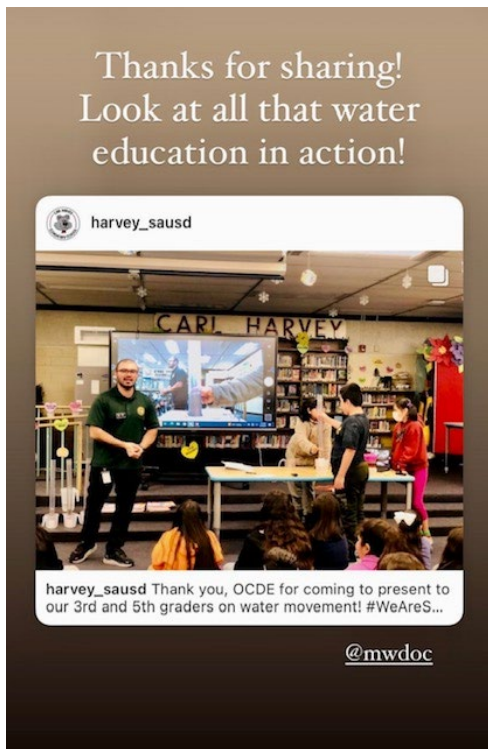 Thanks for sharing!
Look at all that water
education in action!
harvey_sausd
CARL HARVEY
harvey_sausd Thank you, OCDE for coming to present to
our 3rd and 5th graders on water movement! #WeAreS...
@mwdoc